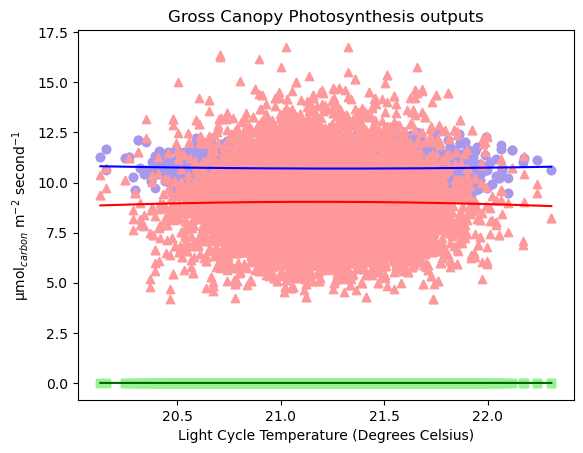 Gross Canopy Photosynthesis outputs
17.5
15.0
12.5
10.0
7.5
5.0
2.5
0.0
μmol_carbon m⁻² second⁻¹
20.5 21.0 21.5 22.0
Light Cycle Temperature (Degrees Celsius)